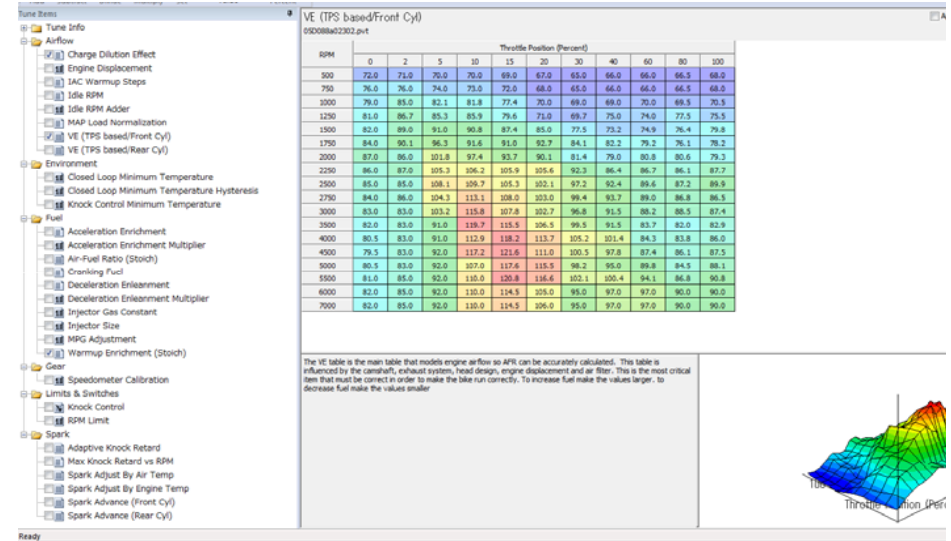 Tune Items
Tune Info
Airflow
Charge Dilution Effect
Engine Displacement
IAC Warmup Steps
Idle RPM
Idle RPM Adder
MAP Load Normalization
VE (TPS based/Front Cyl)
VE (TPS based/Rear Cyl)
Environment
Closed Loop Minimum Temperature
Closed Loop Minimum Temperature Hysteresis
Knock Control Minimum Temperature
Fuel
Acceleration Enrichment
Acceleration Enrichment Multiplier
Air-Fuel Ratio (Stoich)
Cranking Fuel
Deceleration Enleanment
Deceleration Enleanment Multiplier
Injector Gas Constant
Injector Size
MPG Adjustment
Warmup Enrichment (Stoich)
Gear
Speedometer Calibration
Limits & Switches
Knock Control
RPM Limit
Spark
Adaptive Knock Retard
Max Knock Retard vs RPM
Spark Adjust By Air Temp
Spark Adjust By Engine Temp
Spark Advance (Front Cyl)
Spark Advance (Rear Cyl)
Ready
VE (TPS based/Front Cyl)
05D088a02302.pvt
Throttle Position (Percent)
RPM 0 2 5 10 15 20 30 40 60 80 100
500 72.0 71.0 70.0 70.0 69.0 67.0 65.0 66.0 66.0 66.5 68.0
750 76.0 76.0 74.0 73.0 72.0 68.0 65.0 66.0 66.0 66.5 68.0
1000 79.0 85.0 82.1 81.8 77.4 70.0 69.0 69.0 70.0 69.5 70.5
1250 81.0 86.7 85.3 85.9 79.6 71.0 69.7 75.0 74.0 77.5 75.5
1500 82.0 89.0 91.0 90.8 87.4 85.0 77.5 73.2 74.9 76.4 79.8
1750 84.0 90.1 96.3 91.6 91.0 92.7 84.1 82.2 79.2 76.1 78.2
2000 87.0 86.0 101.8 97.4 93.7 90.1 81.4 79.0 80.8 80.6 79.3
2250 86.0 87.0 105.3 106.2 105.9 105.6 92.3 86.4 86.7 86.1 87.7
2500 85.0 85.0 108.1 109.7 105.3 102.1 97.2 92.4 89.6 87.2 89.9
2750 84.0 86.0 104.3 113.1 108.0 103.0 99.4 93.7 89.0 86.8 88.5
3000 83.0 83.0 103.2 115.8 107.8 102.7 96.8 91.5 88.2 88.5 87.4
3500 82.0 83.0 91.0 119.7 115.5 106.5 99.5 91.5 83.7 82.0 82.9
4000 80.5 83.0 91.0 112.9 118.2 113.7 105.2 101.4 84.3 83.8 86.0
4500 79.5 83.0 92.0 117.2 121.6 111.0 100.5 97.8 87.4 86.1 87.5
5000 80.5 83.0 92.0 107.0 117.6 115.5 98.2 95.0 89.8 84.5 88.1
5500 81.0 85.0 92.0 110.0 120.8 116.6 102.1 100.4 94.1 86.8 90.8
6000 82.0 85.0 92.0 110.0 114.5 105.0 95.0 97.0 97.0 90.0 90.0
7000 82.0 85.0 92.0 110.0 114.5 106.0 95.0 97.0 97.0 90.0 90.0
The VE table is the main table that models engine airflow so AFR can be accurately calculated. This table is
influenced by the camshaft, exhaust system, head design, engine displacement and air filter. This is the most critical
item that must be correct in order to make the bike run correctly. To increase fuel make the values larger. to
decrease fuel make the values smaller